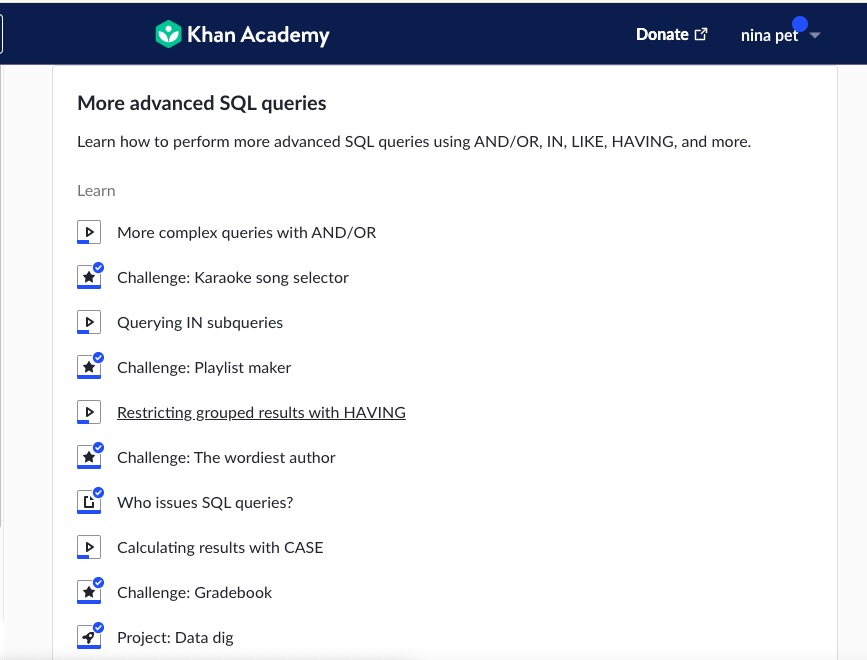 Khan Academy
Donate
nina pet
More advanced SQL queries
Learn how to perform more advanced SQL queries using AND/OR, IN, LIKE, HAVING, and more.
Learn
More complex queries with AND/OR
Challenge: Karaoke song selector
Querying IN subqueries
Challenge: Playlist maker
Restricting grouped results with HAVING
Challenge: The wordiest author
Who issues SQL queries?
Calculating results with CASE
Challenge: Gradebook
Project: Data dig